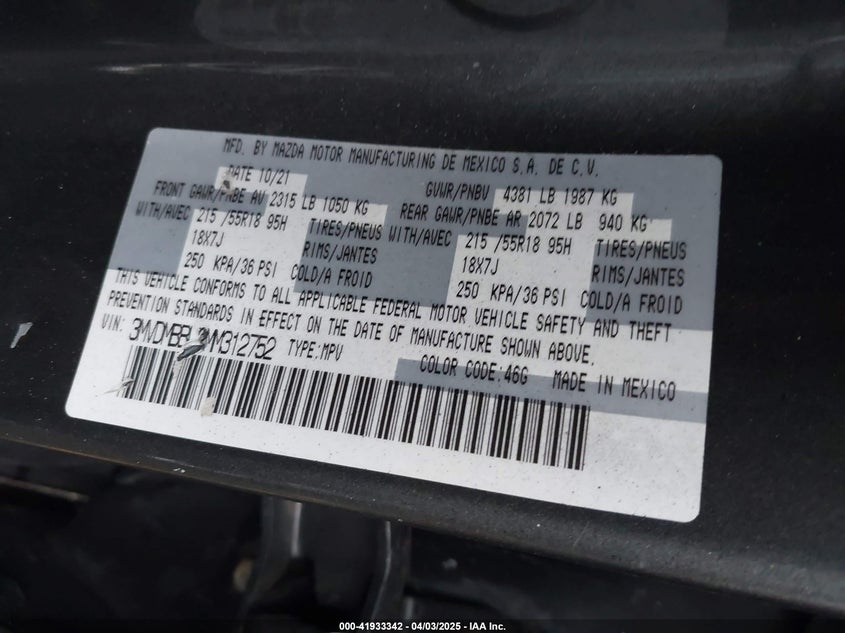 MFD. BY MAZDA MOTOR MANUFACTURING DE MEXICO S.A. DE C.V.
DATE 10/21 GVWR/PNBV 4381 LB 1987 KG
FRONT GAWR/PNBE AV 2315 LB 1050 KG REAR GAWR/PNBE AR 2072 LB 940 KG
WITH/AVEC 215 /55R18 95H TIRES/PNEUS WITH/AVEC 215 /55R18 95H TIRES/PNEUS
18X7J RIMS/JANTES 18X7J RIMS/JANTES
250 KPA/36 PSI COLD/A FROID 250 KPA/36 PSI COLD/A FROID
THIS VEHICLE CONFORMS TO ALL APPLICABLE FEDERAL MOTOR VEHICLE SAFETY AND THEFT
PREVENTION STANDARDS IN EFFECT ON THE DATE OF MANUFACTURE SHOWN ABOVE.
VIN: TYPE:MPV
COLOR CODE:46G MADE IN MEXICO
000-41933342 - 04/03/2025 - IAA Inc.